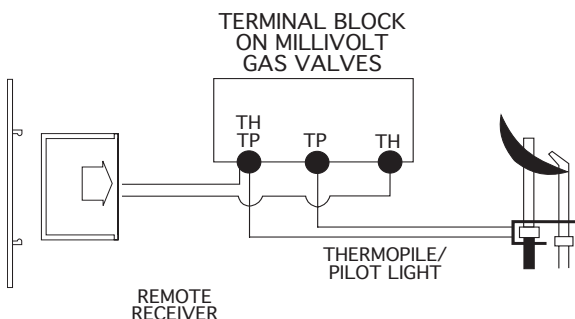 TERMINAL BLOCK
ON MILLIVOLT
GAS VALVES
TH
TP
TP
TH
THERMOPILE/
PILOT LIGHT
REMOTE
RECEIVER